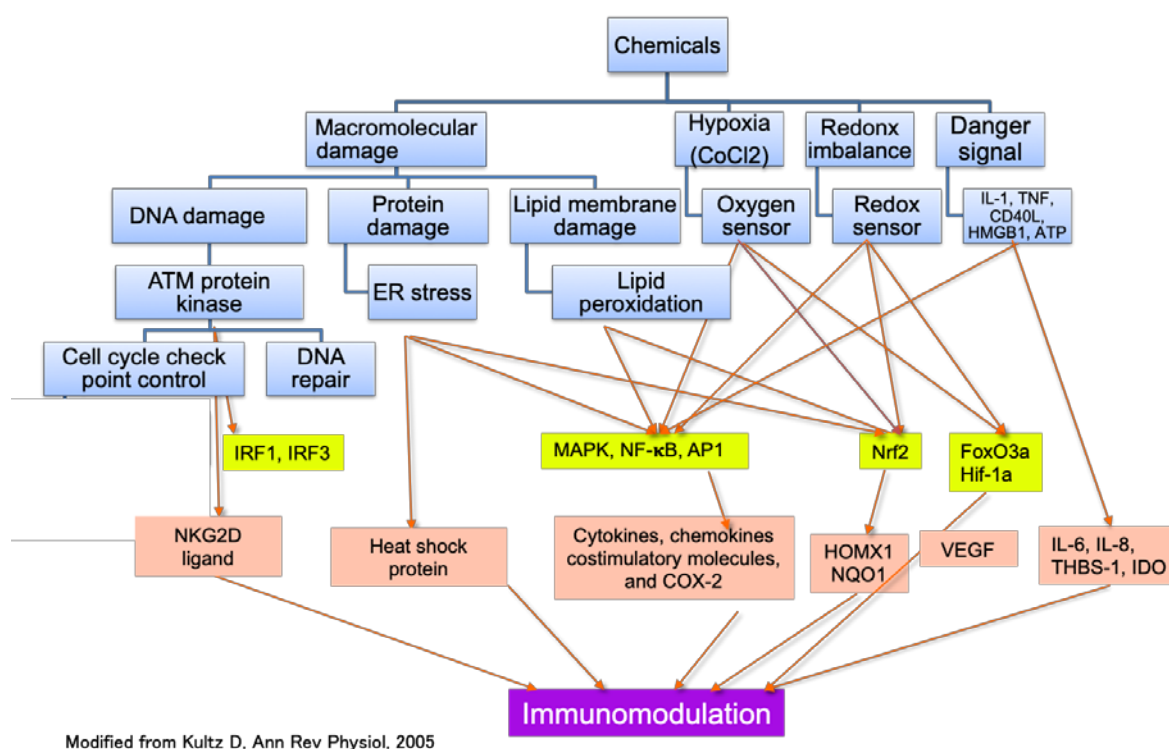 Chemicals
Macromolecular
damage
Hypoxia
(CoCl2)
Redonx
imbalance
Danger
signal
DNA damage
Protein
damage
Lipid membrane
damage
Oxygen
sensor
Redox
sensor
IL-1, TNF,
CD40L,
HMGB1, ATP
ATM protein
kinase
ER stress
Lipid
peroxidation
Cell cycle check
point control
DNA
repair
IRF1, IRF3
MAPK, NF-κB, AP1
Nrf2
FoxO3a
Hif-1a
NKG2D
ligand
Heat shock
protein
Cytokines, chemokines
costimulatory molecules,
and COX-2
HOMX1
NQO1
VEGF
IL-6, IL-8,
THBS-1, IDO
Immunomodulation
Modified from Kultz D, Ann Rev Physiol, 2005